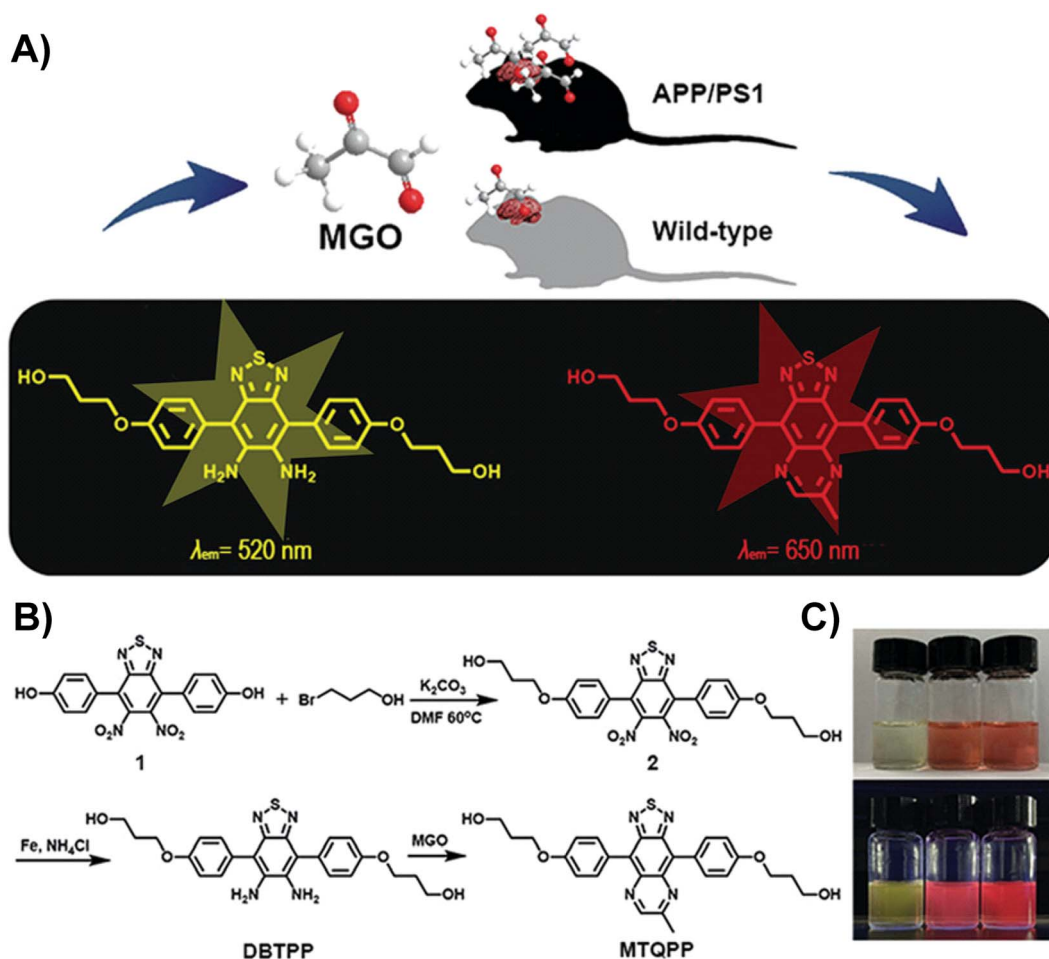 A)
APP/PS1
MGO
Wild-type
HO
O
S
N N
H₂N NH₂
O
OH
λem= 520 nm
HO
O
S
N N
N N
O
OH
λem= 650 nm
B)
HO
S
N N
NO₂ NO₂
OH
1
+
Br OH
K₂CO₃
DMF 60°C
HO
O
S
N N
NO₂ NO₂
O
OH
2
Fe, NH₄Cl
HO
O
S
N N
H₂N NH₂
O
OH
DBTPP
MGO
HO
O
S
N N
N N
O
OH
MTQPP
C)